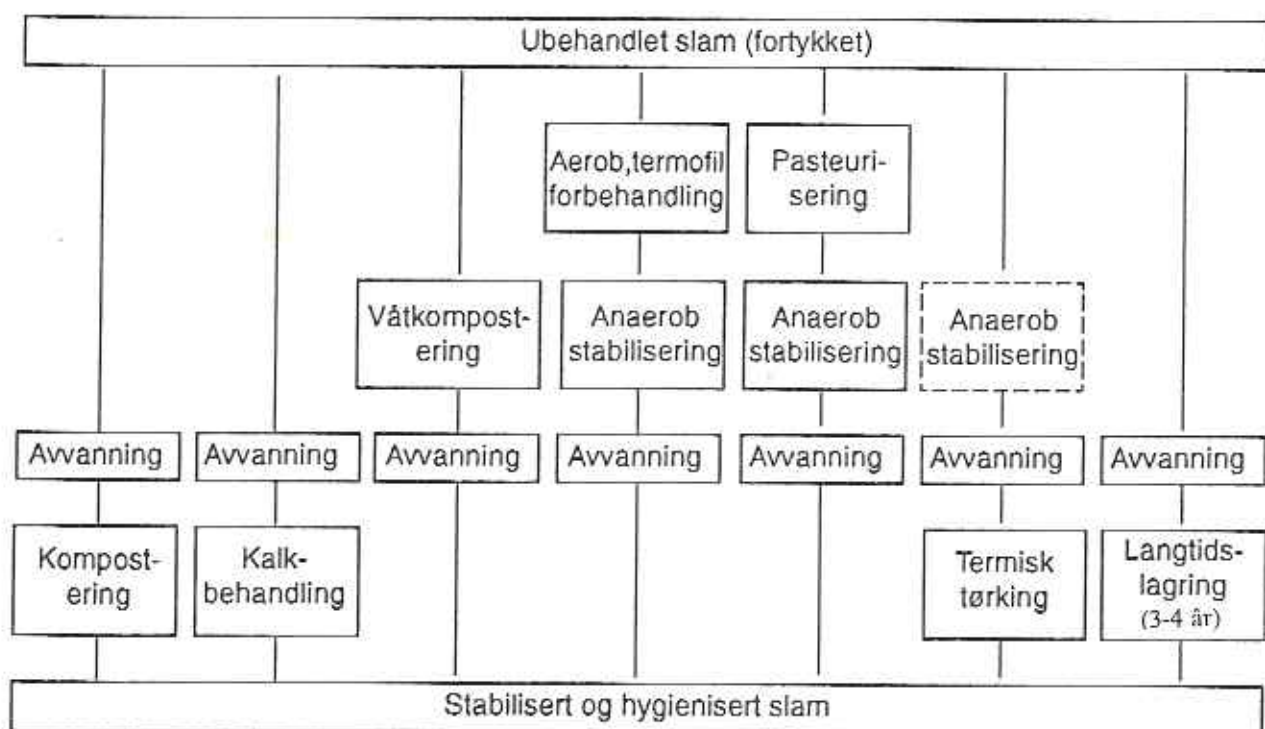 Ubehandlet slam (fortykket)
Aerob,termofil
forbehandling
Pasteuri-
sering
Våtkompost-
ering
Anaerob
stabilisering
Anaerob
stabilisering
Anaerob
stabilisering
Avvanning
Avvanning
Avvanning
Avvanning
Avvanning
Avvanning
Avvanning
Kompost-
ering
Kalk-
behandling
Termisk
tørking
Langtids-
lagring
(3-4 år)
Stabilisert og hygienisert slam